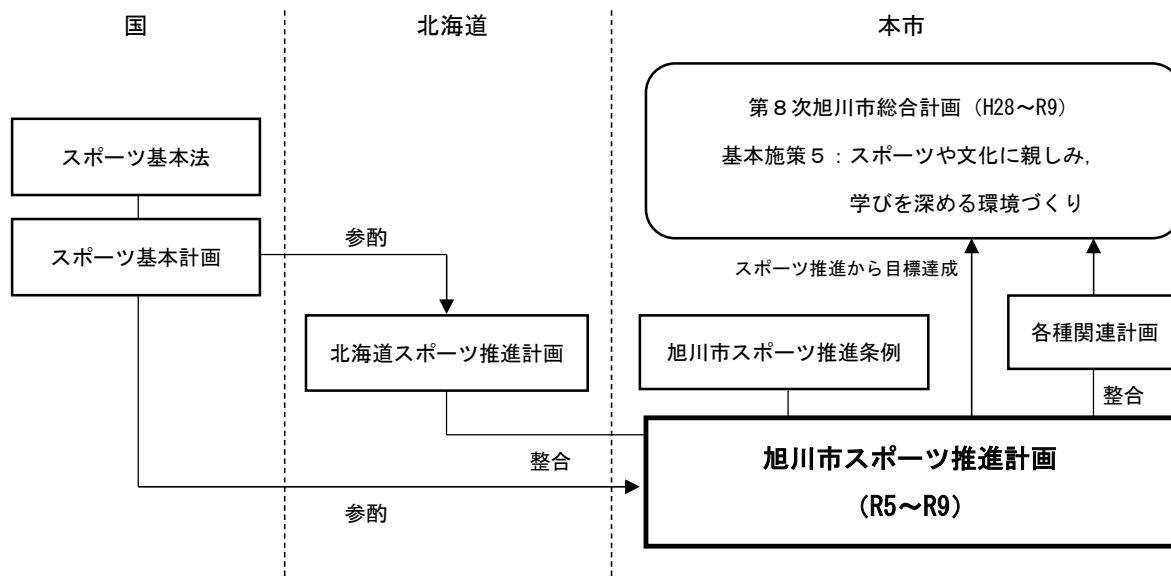 国
北海道
本市
第８次旭川市総合計画（H28～R9）
基本施策５：スポーツや文化に親しみ,
学びを深める環境づくり
スポーツ基本法
スポーツ基本計画
参酌
スポーツ推進から目標達成
北海道スポーツ推進計画
旭川市スポーツ推進条例
各種関連計画
整合
旭川市スポーツ推進計画
（R5～R9）
整合
参酌